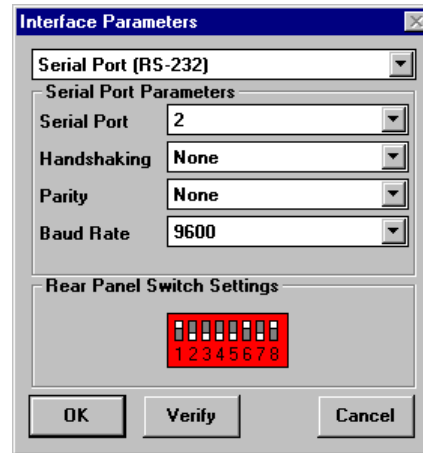 Interface Parameters
Serial Port (RS-232)
Serial Port Parameters
Serial Port 2
Handshaking None
Parity None
Baud Rate 9600
Rear Panel Switch Settings
12345678
OK Verify Cancel